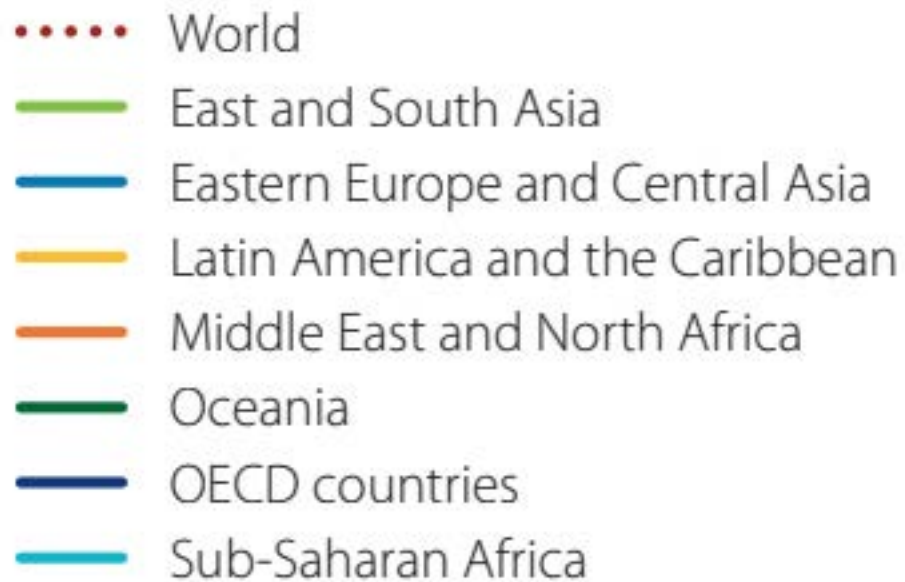 World
East and South Asia
Eastern Europe and Central Asia
Latin America and the Caribbean
Middle East and North Africa
Oceania
OECD countries
Sub-Saharan Africa